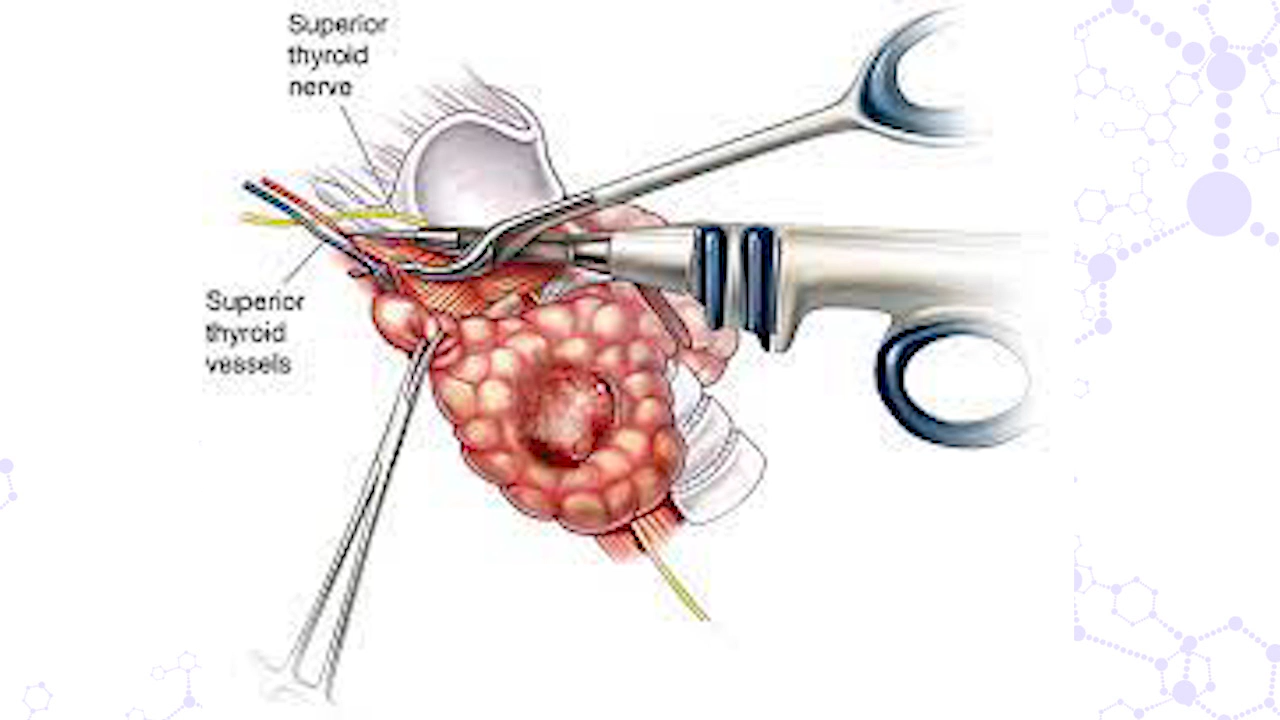 Superior
thyroid
nerve
Superior
thyroid
vessels